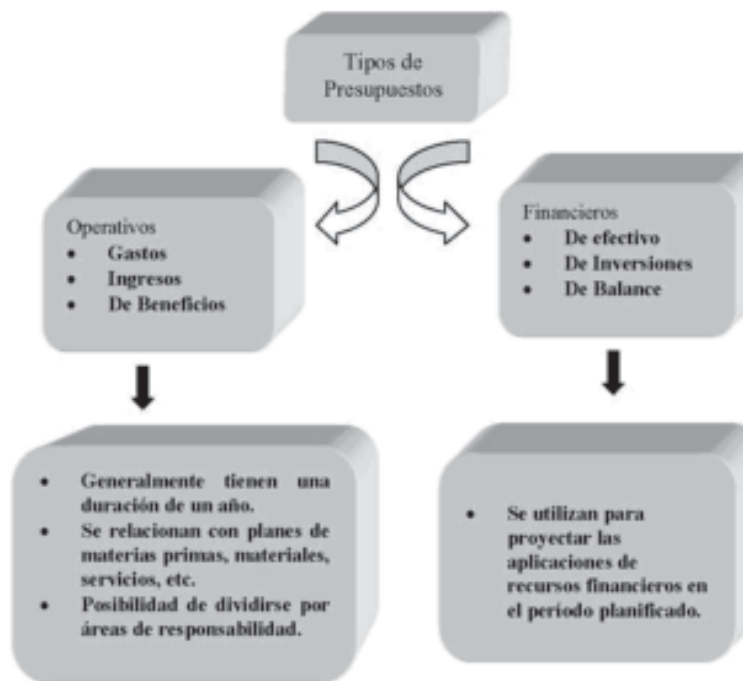 Tipos de
Presupuestos
Operativos
• Gastos
• Ingresos
• De Beneficios
Financieros
• De efectivo
• De Inversiones
• De Balance
• Generalmente tienen una
duración de un año.
• Se relacionan con planes de
materias primas, materiales,
servicios, etc.
• Posibilidad de dividirse por
áreas de responsabilidad.
• Se utilizan para
proyectar las
aplicaciones de
recursos financieros en
el período planificado.